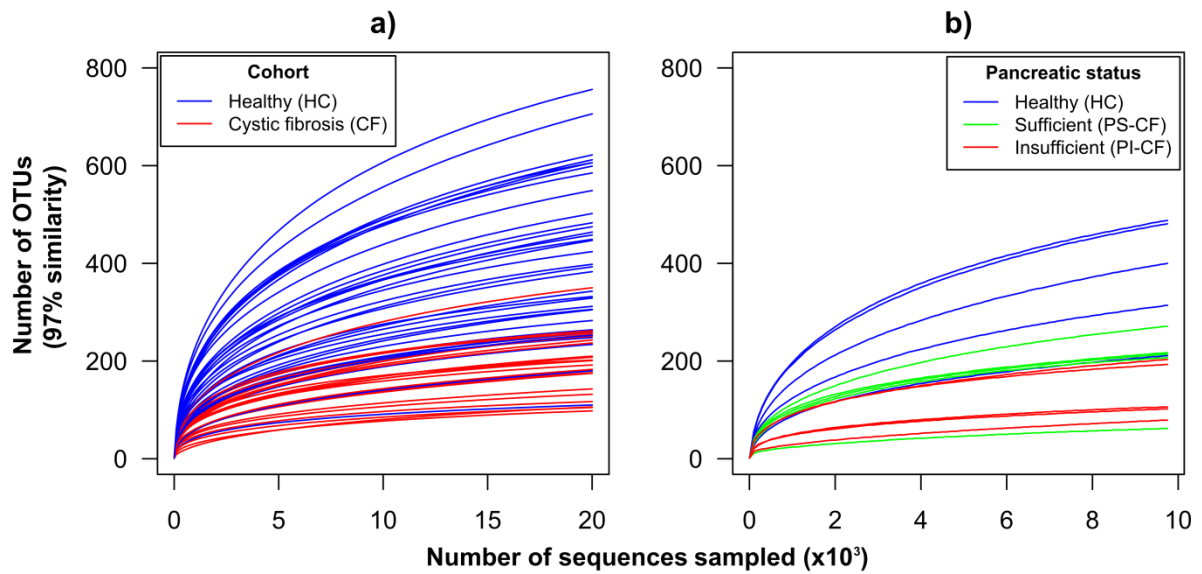 a)
Cohort
Healthy (HC)
Cystic fibrosis (CF)
800
600
400
200
0
0 5 10 15 20
b)
Pancreatic status
Healthy (HC)
Sufficient (PS-CF)
Insufficient (PI-CF)
800
600
400
200
0
0 2 4 6 8 10
Number of OTUs
(97% similarity)
Number of sequences sampled (x10³)